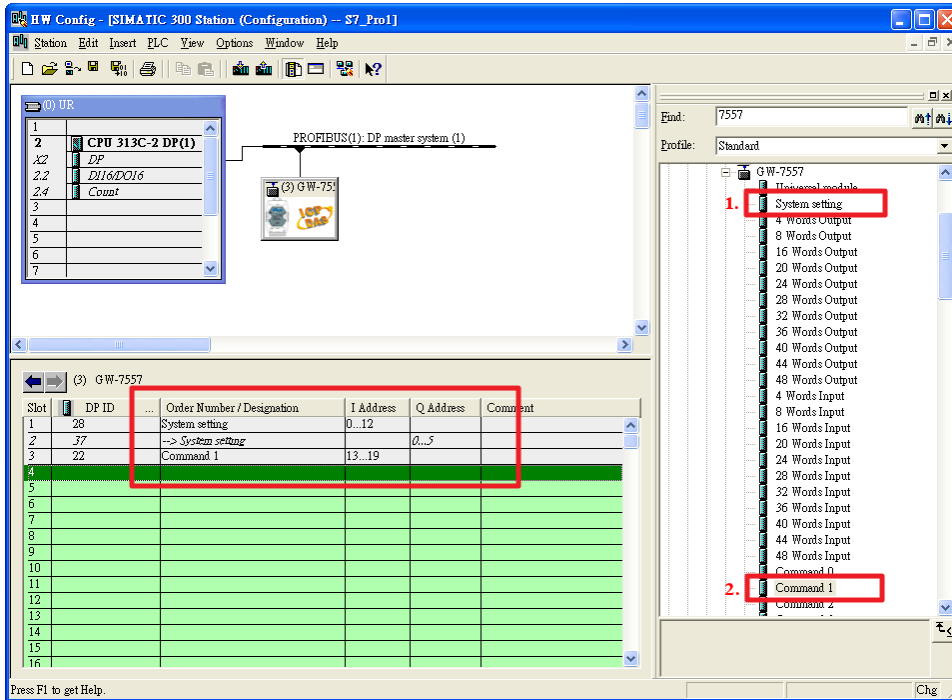 HW Config - [SIMATIC 300 Station (Configuration) -- S7_Pro1]
Station Edit Insert PLC View Options Window Help
(0) UR
1
2 CPU 313C-2 DP(1)
X2 DP
2.2 DI16/DO16
2.4 Count
3
4
5
6
7
PROFIBUS(1): DP master system (1)
(3) GW-755
ICP
DAS
Find: 7557
Profile: Standard
GW-7557
Universal module
1. System setting
4 Words Output
8 Words Output
16 Words Output
20 Words Output
24 Words Output
28 Words Output
32 Words Output
36 Words Output
40 Words Output
44 Words Output
48 Words Output
4 Words Input
8 Words Input
16 Words Input
20 Words Input
24 Words Input
28 Words Input
32 Words Input
36 Words Input
40 Words Input
44 Words Input
48 Words Input
Command 0
2. Command 1
Command 2
(3) GW-7557
Slot DP ID ... Order Number / Designation I Address Q Address Comment
1 28 System setting 0...12
2 37 --> System setting 0...5
3 22 Command 1 13...19
4
5
6
7
8
9
10
11
12
13
14
15
16
Press F1 to get Help.
Chg